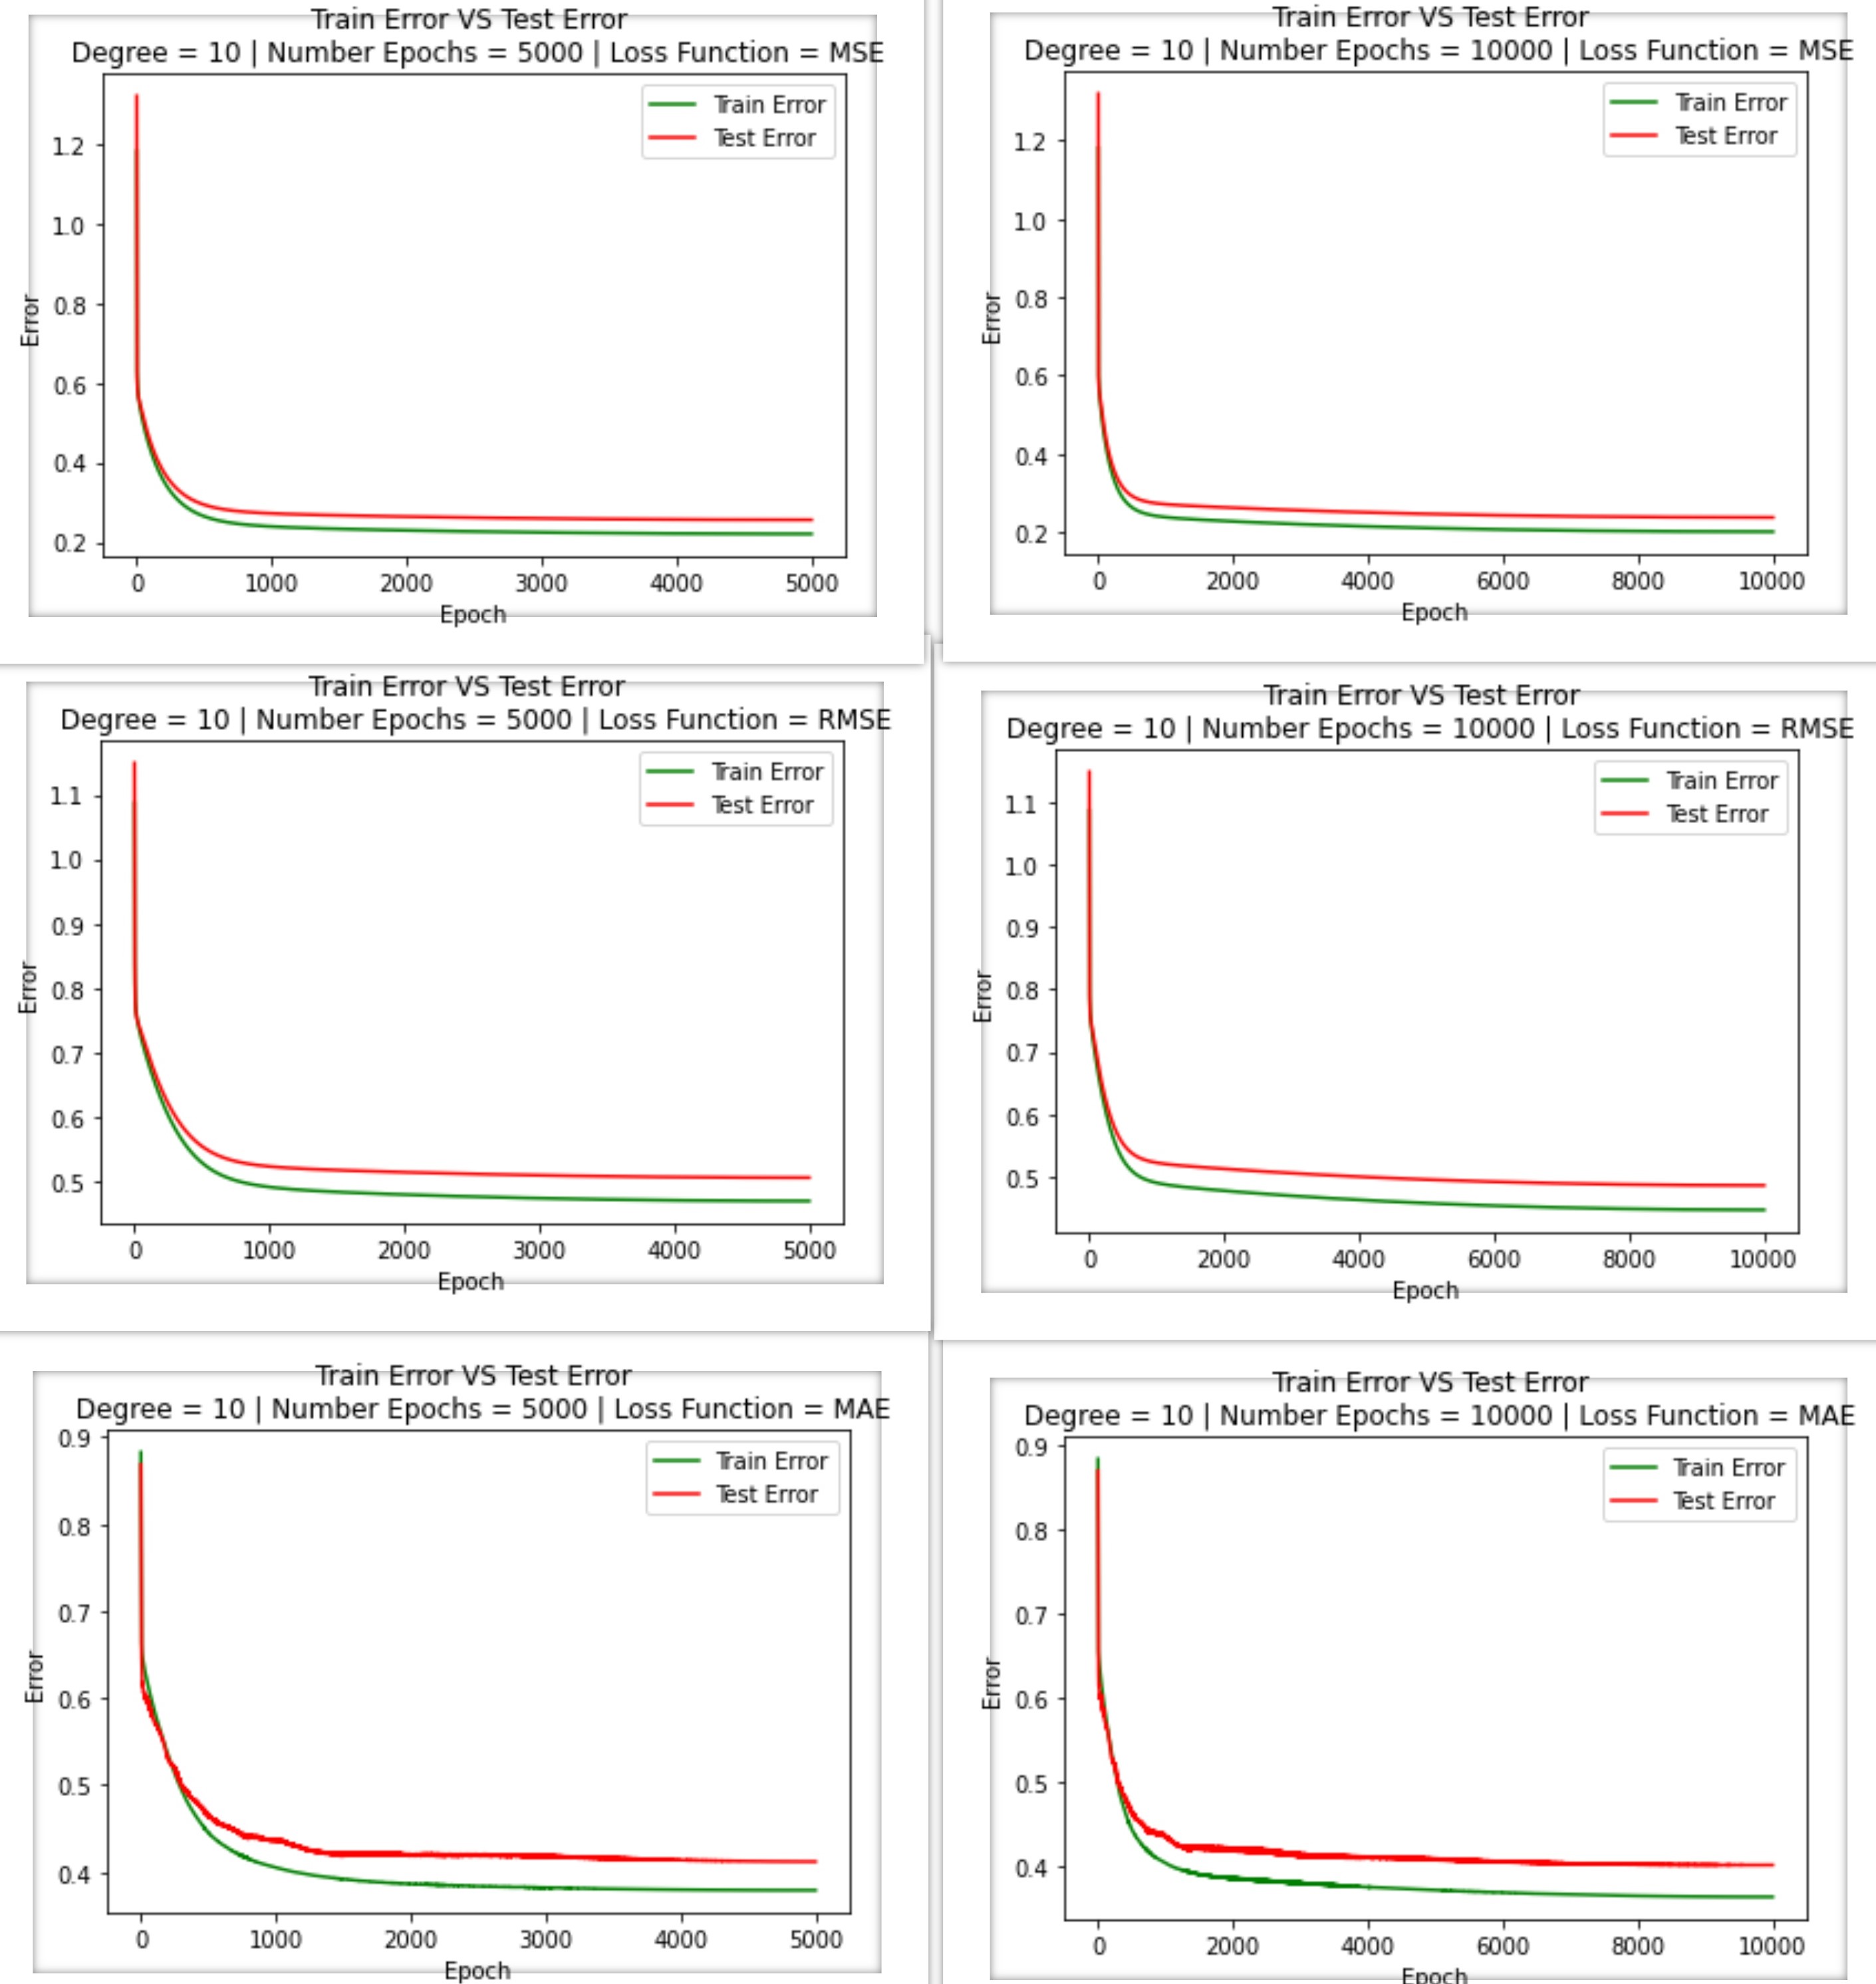 Train Error VS Test Error
Degree = 10 | Number Epochs = 5000 | Loss Function = MSE
Train Error
Test Error
1.2
1.0
0.8
0.6
0.4
0.2
Error
0 1000 2000 3000 4000 5000
Epoch
Train Error VS Test Error
Degree = 10 | Number Epochs = 10000 | Loss Function = MSE
Train Error
Test Error
1.2
1.0
0.8
0.6
0.4
0.2
Error
0 2000 4000 6000 8000 10000
Epoch
Train Error VS Test Error
Degree = 10 | Number Epochs = 5000 | Loss Function = RMSE
Train Error
Test Error
1.1
1.0
0.9
0.8
0.7
0.6
0.5
Error
0 1000 2000 3000 4000 5000
Epoch
Train Error VS Test Error
Degree = 10 | Number Epochs = 10000 | Loss Function = RMSE
Train Error
Test Error
1.1
1.0
0.9
0.8
0.7
0.6
0.5
Error
0 2000 4000 6000 8000 10000
Epoch
Train Error VS Test Error
Degree = 10 | Number Epochs = 5000 | Loss Function = MAE
Train Error
Test Error
0.9
0.8
0.7
0.6
0.5
0.4
Error
0 1000 2000 3000 4000 5000
Epoch
Train Error VS Test Error
Degree = 10 | Number Epochs = 10000 | Loss Function = MAE
Train Error
Test Error
0.9
0.8
0.7
0.6
0.5
0.4
Error
0 2000 4000 6000 8000 10000
Epoch